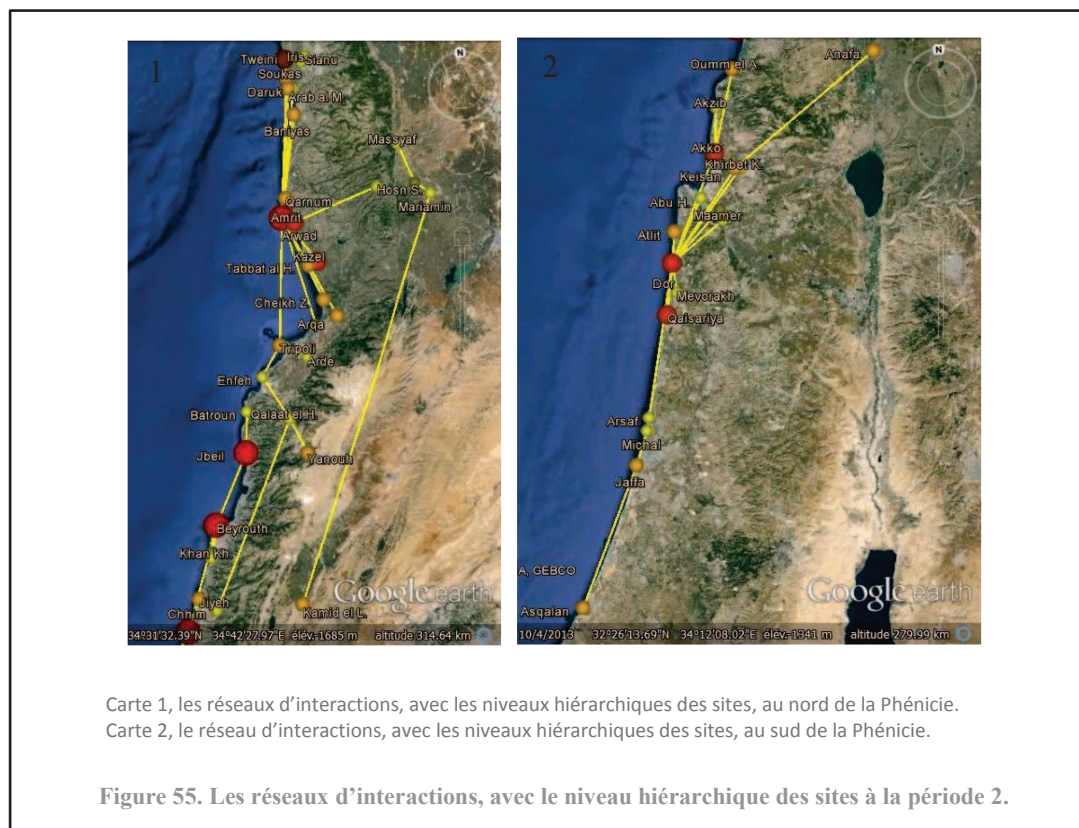 1
Tweini
Iris
Sianu
Soukas
Daruk
Arab al M.
Baniyas
Massyaf
Hosn S.
Mariamin
Qarnum
Amrit
Arwad
Kazel
Tabbat al H.
Cheikh Z.
Arqa
Tripoli
Arde
Enfeh
Batroun
Qalaat el H.
Jbeil
Yanouh
Beyrouth
Khan Kh.
Jiyeh
Chhim
Kamid el L.
N
Google earth
34°31'32.39"N 34°42'27.97"E élév.-1685 m altitude 314.64 km
2
Oumm el A.
Anafa
N
Akzib
Akko
Khirbet K.
Keisan
Abu H.
Maamer
Atlit
Dor
Mevorakh
Qaisariya
Arsaf
Michal
Jaffa
A, GEBCO
Asqalan
Google earth
10/4/2013 32°26'13.69"N 34°12'08.02"E élév.-1341 m altitude 279.99 km
Carte 1, les réseaux d’interactions, avec les niveaux hiérarchiques des sites, au nord de la Phénicie.
Carte 2, le réseau d’interactions, avec les niveaux hiérarchiques des sites, au sud de la Phénicie.
Figure 55. Les réseaux d’interactions, avec le niveau hiérarchique des sites à la période 2.